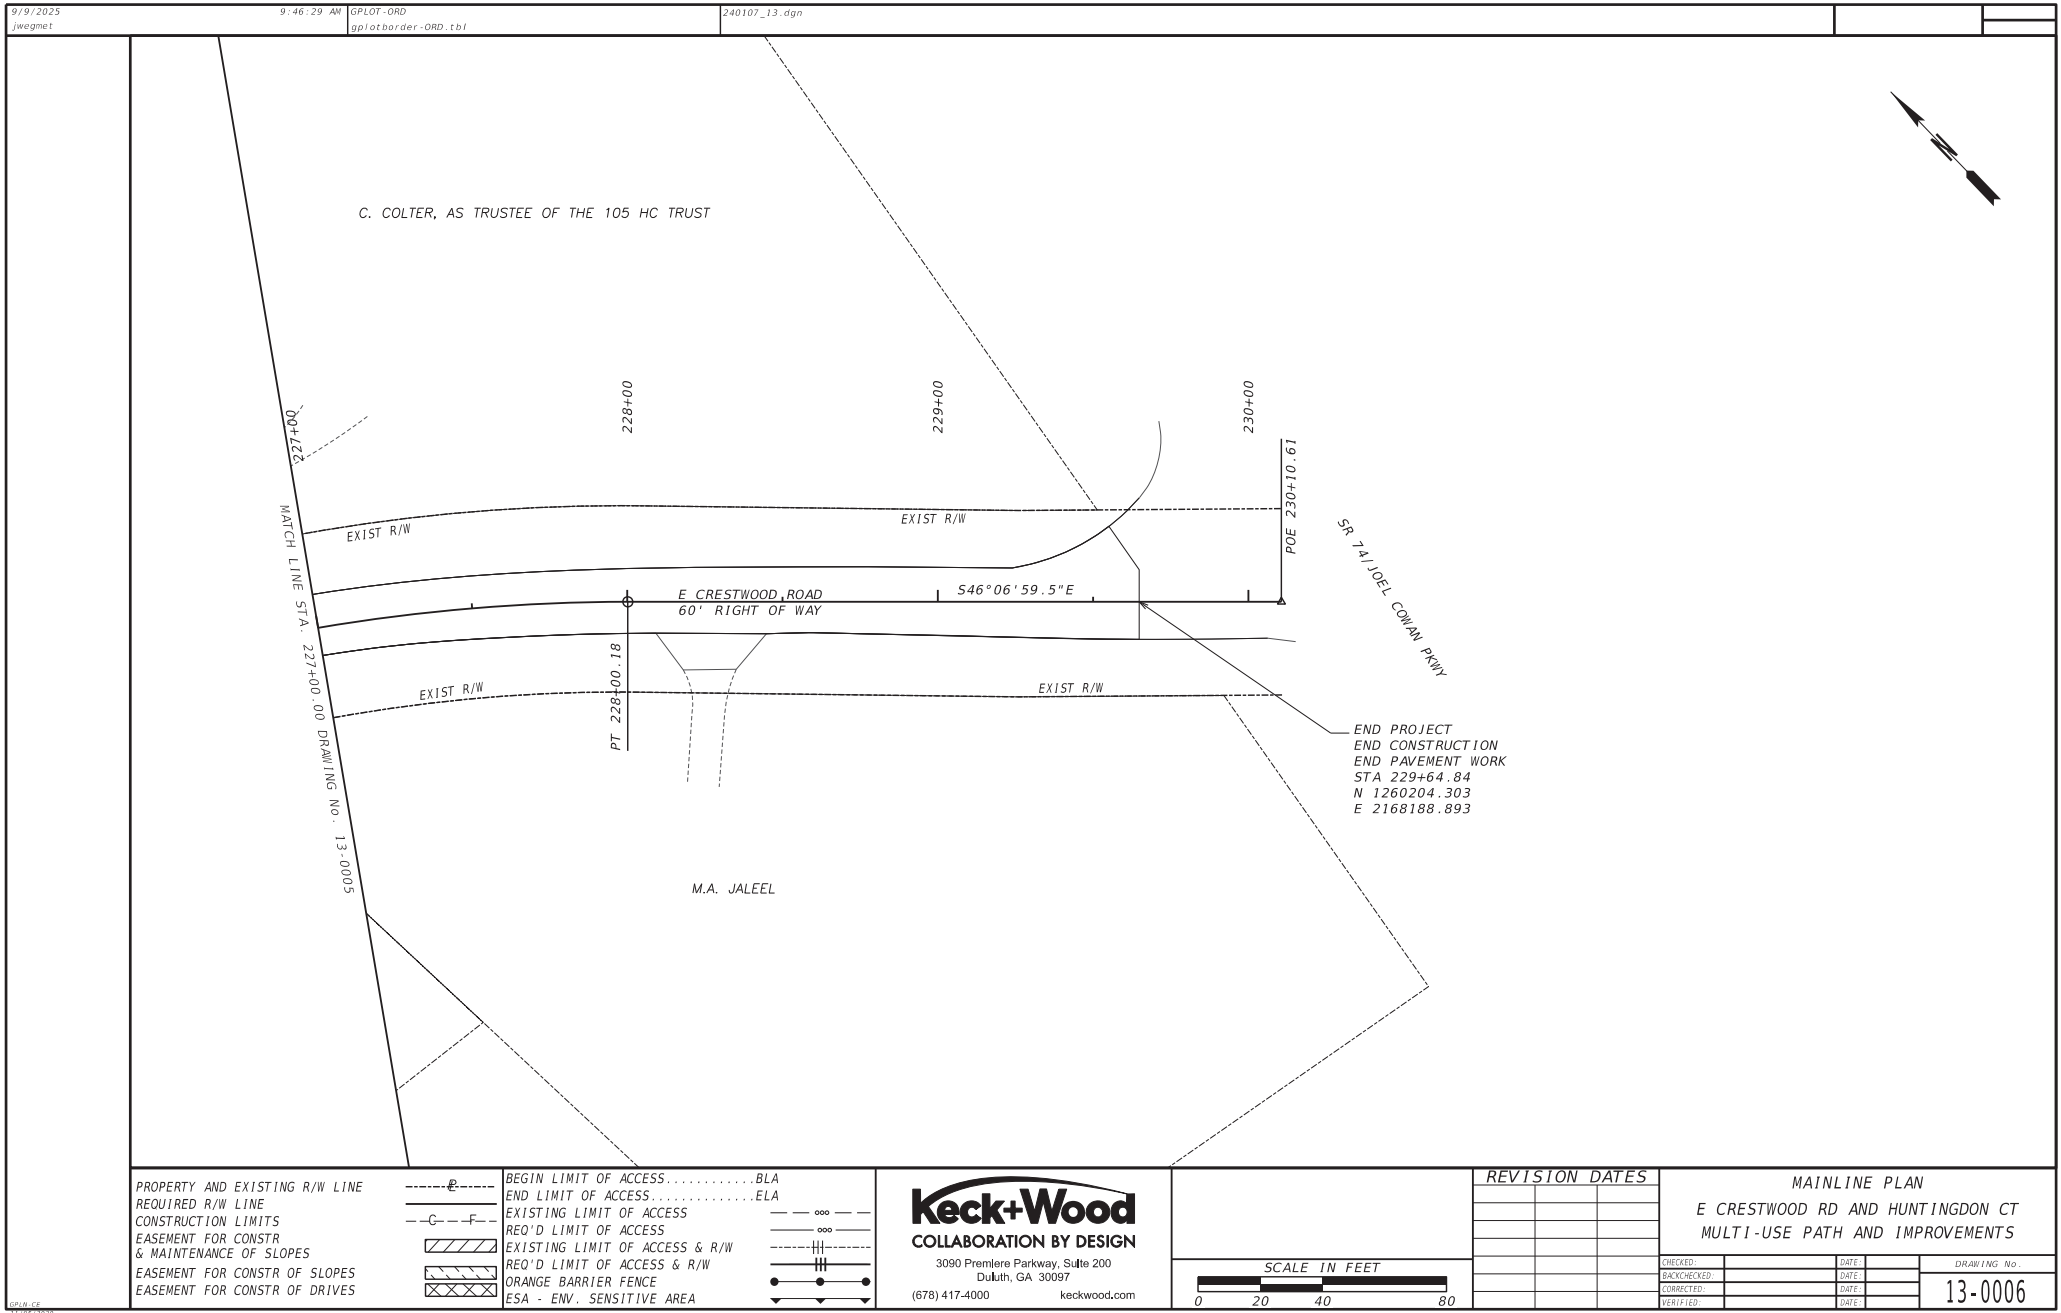 9/9/2025
9:46:29 AM
GPLOT-ORD
240107_13.dgn
jwegmet
gplotborder-ORD.tbl
N
C. COLTER, AS TRUSTEE OF THE 105 HC TRUST
227+00
228+00
229+00
230+00
POE 230+10.61
MATCH LINE STA. 227+00.00 DRAWING No. 13-0005
EXIST R/W
EXIST R/W
SR 74/JOEL COWAN PKWY
S46°06'59.5"E
E CRESTWOOD ROAD
60' RIGHT OF WAY
PT 228+00.18
EXIST R/W
EXIST R/W
END PROJECT
END CONSTRUCTION
END PAVEMENT WORK
STA 229+64.84
N 1260204.303
E 2168188.893
M.A. JALEEL
PROPERTY AND EXISTING R/W LINE
REQUIRED R/W LINE
CONSTRUCTION LIMITS
C F
EASEMENT FOR CONSTR
& MAINTENANCE OF SLOPES
EASEMENT FOR CONSTR OF SLOPES
EASEMENT FOR CONSTR OF DRIVES
BEGIN LIMIT OF ACCESS............BLA
END LIMIT OF ACCESS..............ELA
EXISTING LIMIT OF ACCESS
REQ'D LIMIT OF ACCESS
EXISTING LIMIT OF ACCESS & R/W
REQ'D LIMIT OF ACCESS & R/W
ORANGE BARRIER FENCE
ESA - ENV. SENSITIVE AREA
Keck+Wood
COLLABORATION BY DESIGN
3090 Premiere Parkway, Suite 200
Duluth, GA 30097
(678) 417-4000 keckwood.com
SCALE IN FEET
0 20 40 80
REVISION DATES
MAINLINE PLAN
E CRESTWOOD RD AND HUNTINGDON CT
MULTI-USE PATH AND IMPROVEMENTS
CHECKED: DATE:
BACKCHECKED: DATE:
CORRECTED: DATE:
VERIFIED: DATE:
DRAWING No.
13-0006
GPLN-CE